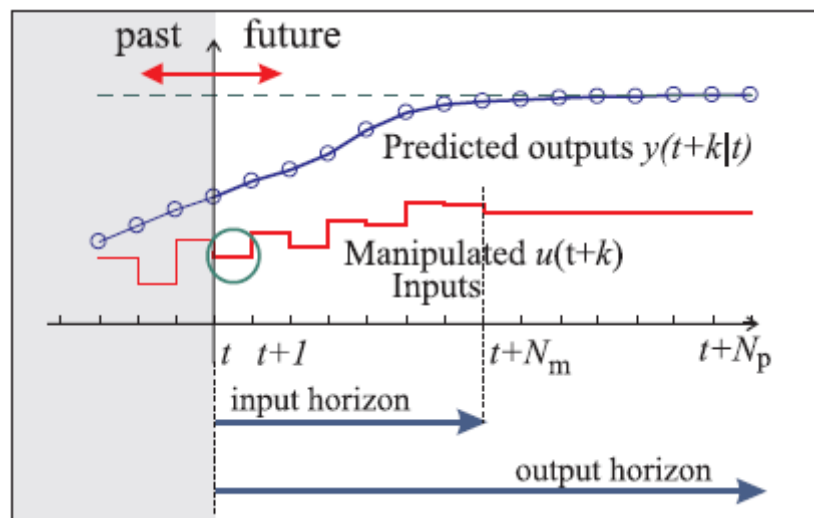 past future
Predicted outputs y(t+k|t)
Manipulated u(t+k)
Inputs
t t+1 t+Nm t+Np
input horizon
output horizon